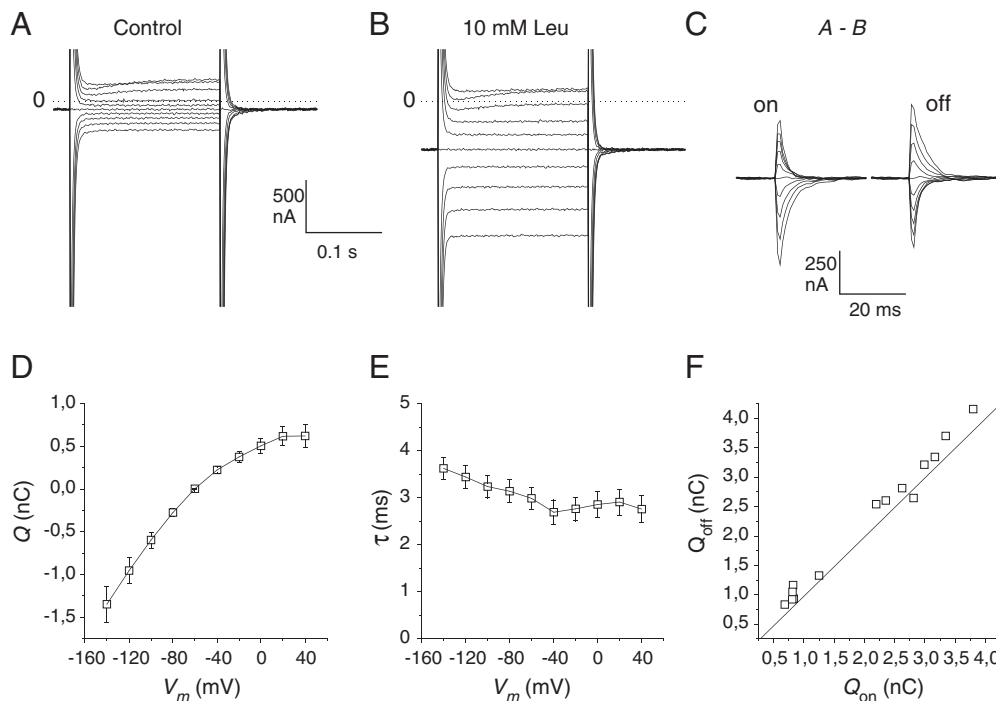 A Control
B 10 mM Leu
C A - B
0
0
on off
500
nA
0.1 s
250
nA
20 ms
D
1,0
0,5
0,0
-0,5
-1,0
-1,5
Q (nC)
-160 -120 -80 -40 0 40
Vm (mV)
E
5
4
3
2
1
0
τ (ms)
-160 -120 -80 -40 0 40
Vm (mV)
F
4,0
3,5
3,0
2,5
2,0
1,5
1,0
0,5
Qoff (nC)
0,5 1,0 1,5 2,0 2,5 3,0 3,5 4,0
Qon (nC)